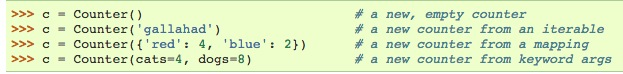 >>> c = Counter()                           # a new, empty counter
>>> c = Counter('gallahad')                 # a new counter from an iterable
>>> c = Counter({'red': 4, 'blue': 2})      # a new counter from a mapping
>>> c = Counter(cats=4, dogs=8)             # a new counter from keyword args